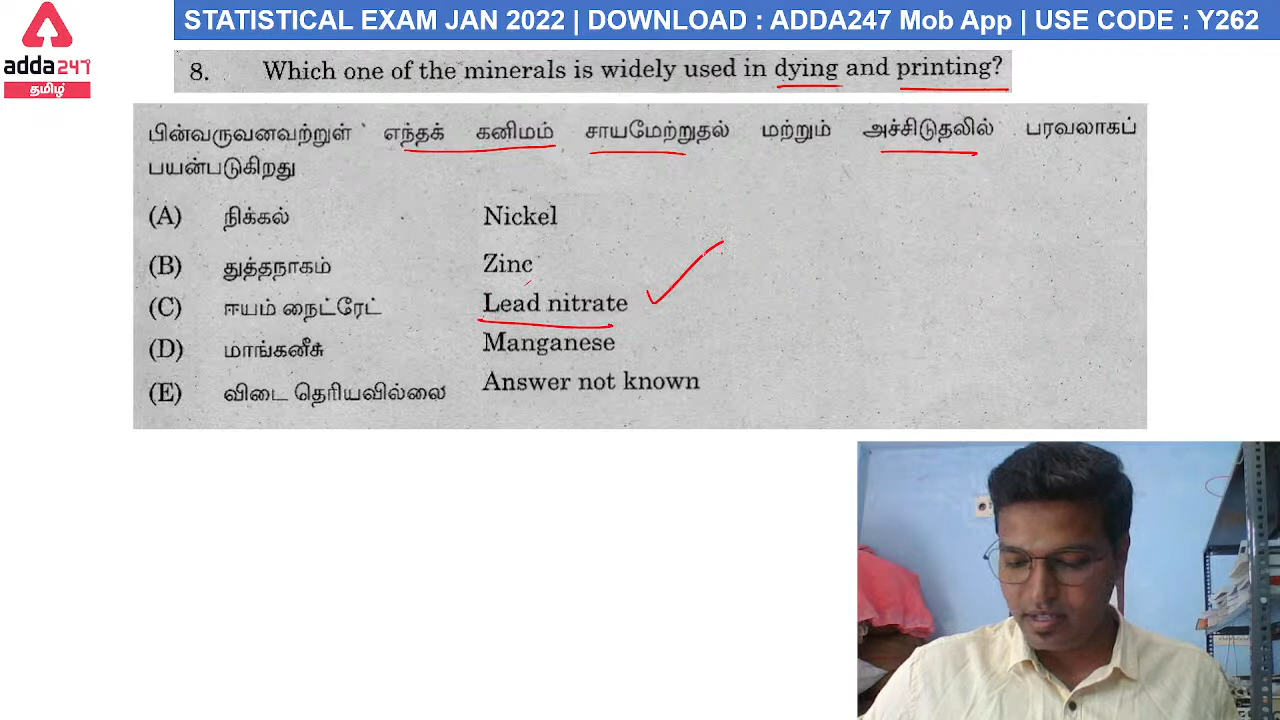 STATISTICAL EXAM JAN 2022 | DOWNLOAD : ADDA247 Mob App | USE CODE : Y262
adda247
தமிழ்
8. Which one of the minerals is widely used in dying and printing?
பின்வருவனவற்றுள் எந்தக் கனிமம் சாயமேற்றுதல் மற்றும் அச்சிடுதலில் பரவலாகப்
பயன்படுகிறது
(A) நிக்கல் Nickel
(B) துத்தநாகம் Zinc
(C) ஈயம் நைட்ரேட் Lead nitrate
(D) மாங்கனீசு Manganese
(E) விடை தெரியவில்லை Answer not known